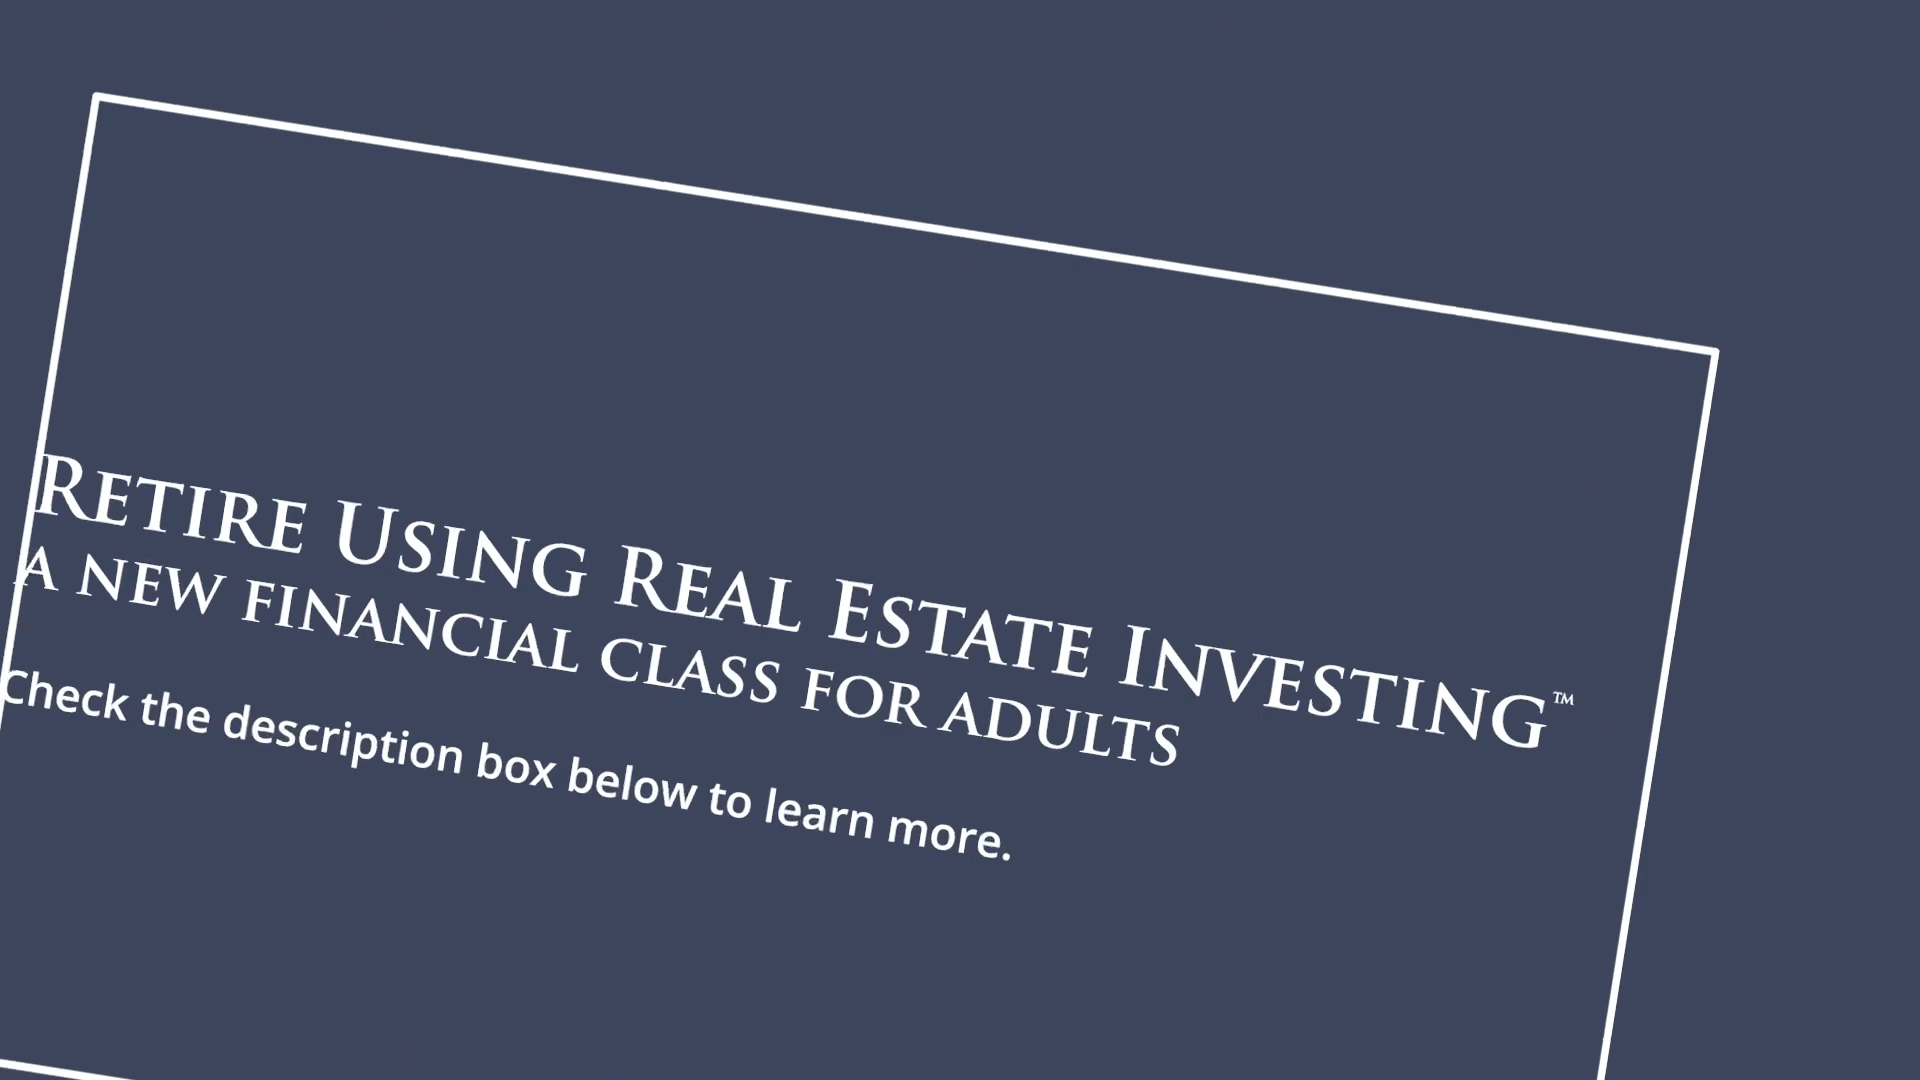 Retire Using Real Estate Investing™
A NEW FINANCIAL CLASS FOR ADULTS
Check the description box below to learn more.